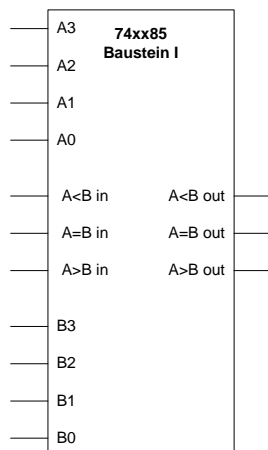 74xx85
Baustein I
A3
A2
A1
A0
A<B in A<B out
A=B in A=B out
A>B in A>B out
B3
B2
B1
B0